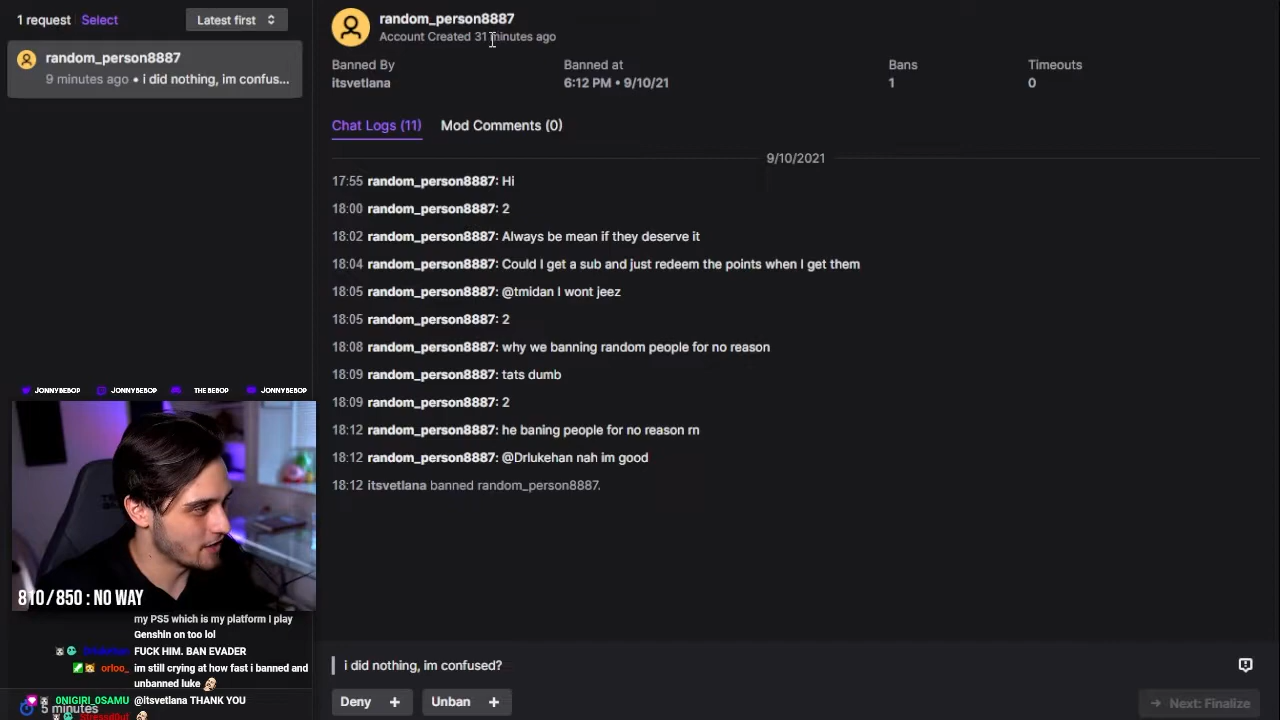 1 request Select
Latest first
random_person8887
9 minutes ago • i did nothing, im confus...
random_person8887
Account Created 31 minutes ago
Banned By
itsvetlana
Banned at
6:12 PM • 9/10/21
Bans
1
Timeouts
0
Chat Logs (11)
Mod Comments (0)
9/10/2021
17:55 random_person8887: Hi
18:00 random_person8887: 2
18:02 random_person8887: Always be mean if they deserve it
18:04 random_person8887: Could I get a sub and just redeem the points when I get them
18:05 random_person8887: @tmidan I wont jeez
18:05 random_person8887: 2
18:08 random_person8887: why we banning random people for no reason
18:09 random_person8887: tats dumb
18:09 random_person8887: 2
18:12 random_person8887: he baning people for no reason rn
18:12 random_person8887: @Drlukehan nah im good
18:12 itsvetlana banned random_person8887.
i did nothing, im confused?
Deny +
Unban +
Next: Finalize
JONNYBEBOP
JONNYBEBOP
THE BEBOP
JONNYBEBOP
810/850 : NO WAY
my PS5 which is my platform I play
Genshin on too lol
FUCK HIM. BAN EVADER
orloo_ im still crying at how fast i banned and
unbanned luke
0NIGIRI_0SAMU @itsvetlana THANK YOU
5 minutes